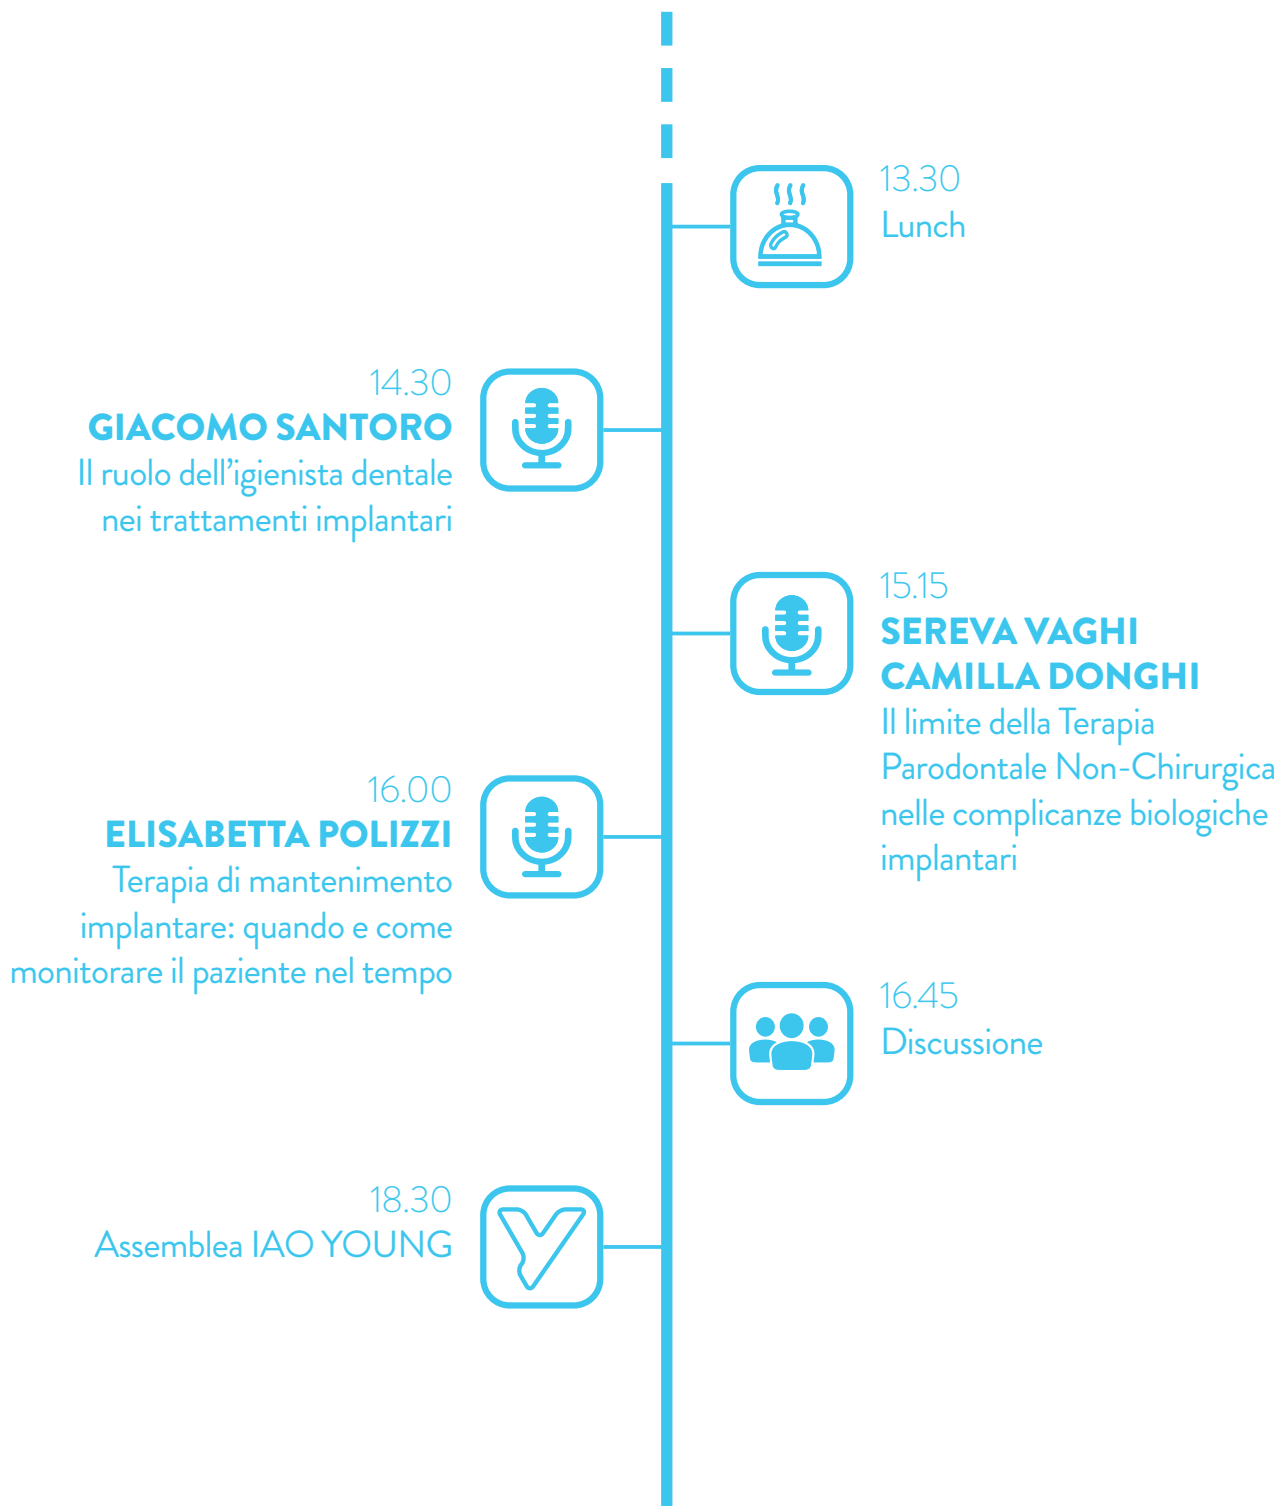 13.30
Lunch
14.30
GIACOMO SANTORO
Il ruolo dell’igienista dentale
nei trattamenti implantari
15.15
SEREVA VAGHI
CAMILLA DONGHI
Il limite della Terapia
Parodontale Non-Chirurgica
nelle complicanze biologiche
implantari
16.00
ELISABETTA POLIZZI
Terapia di mantenimento
implantare: quando e come
monitorare il paziente nel tempo
16.45
Discussione
18.30
Assemblea IAO YOUNG